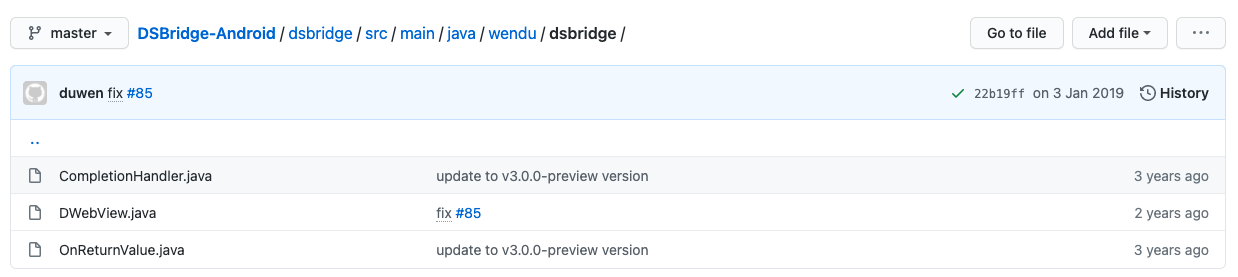 master DSBridge-Android / dsbridge / src / main / java / wendu / dsbridge / Go to file Add file ...
duwen fix #85 22b19ff on 3 Jan 2019 History
..
CompletionHandler.java update to v3.0.0-preview version 3 years ago
DWebView.java fix #85 2 years ago
OnReturnValue.java update to v3.0.0-preview version 3 years ago